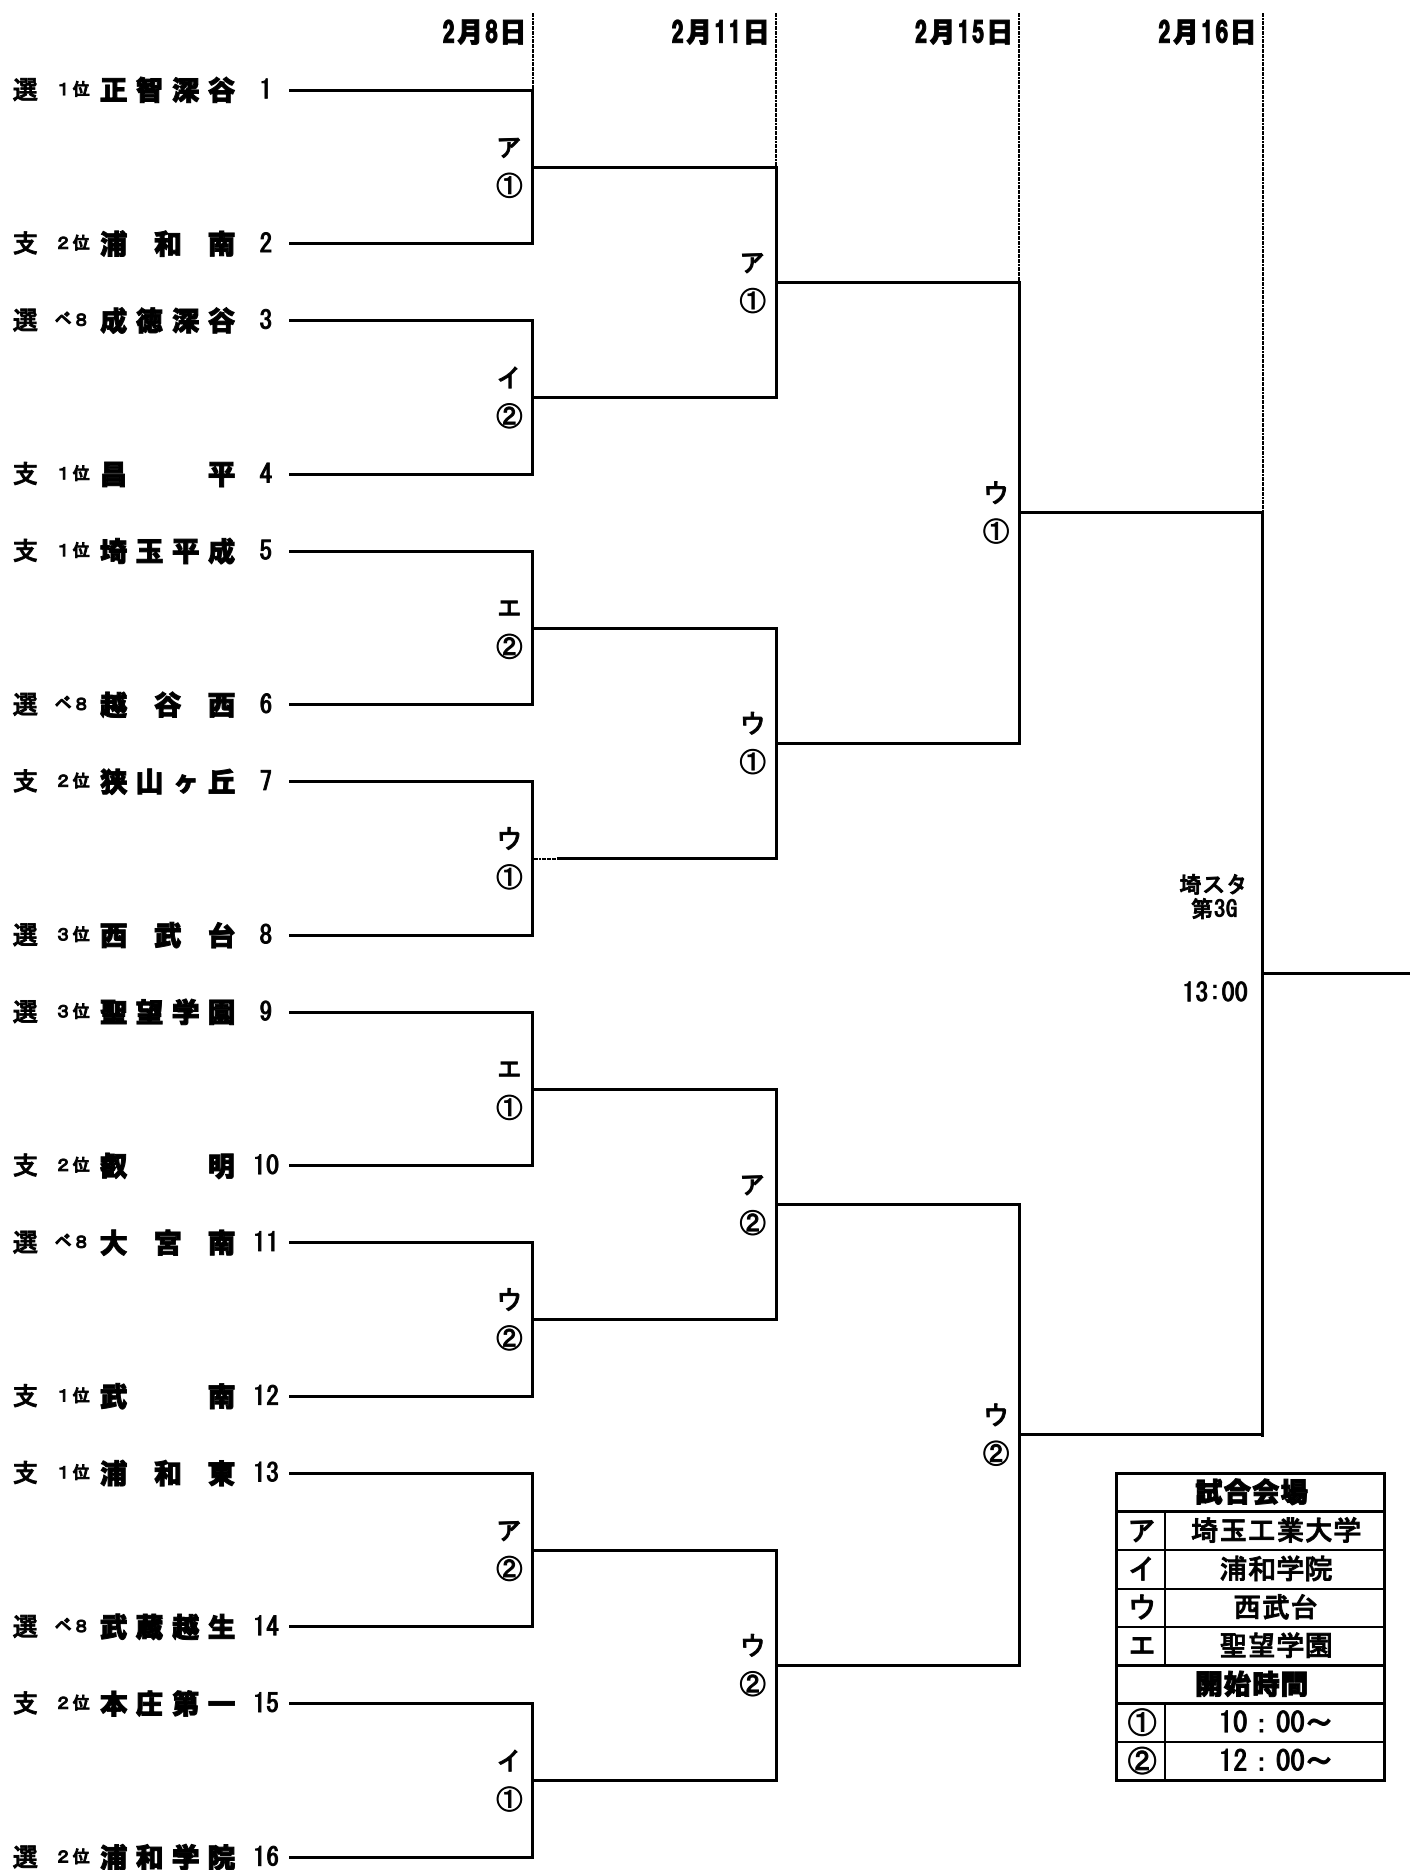 2月8日 2月11日 2月15日 2月16日
選 1位 正智深谷 1
ア
①
支 2位 浦和南 2
ア
①
選 ベ8 成徳深谷 3
イ
②
支 1位 昌平 4
ウ
①
支 1位 埼玉平成 5
エ
②
選 ベ8 越谷西 6
ウ
①
支 2位 狭山ヶ丘 7
ウ
①
埼スタ
第3G
選 3位 西武台 8
13:00
選 3位 聖望学園 9
エ
①
支 2位 叡明 10
ア
②
選 ベ8 大宮南 11
ウ
②
支 1位 武南 12
ウ
②
支 1位 浦和東 13
ア
②
選 ベ8 武蔵越生 14
ウ
②
支 2位 本庄第一 15
イ
①
選 2位 浦和学院 16
試合会場
ア 埼玉工業大学
イ 浦和学院
ウ 西武台
エ 聖望学園
開始時間
① 10：00～
② 12：00～